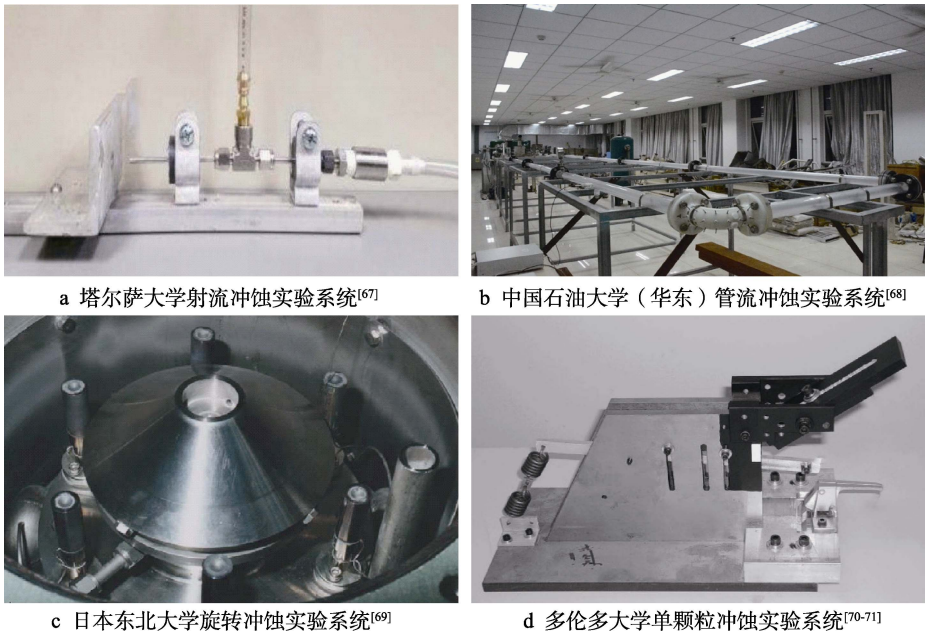 a 塔尔萨大学射流冲蚀实验系统[67]
b 中国石油大学（华东）管流冲蚀实验系统[68]
c 日本东北大学旋转冲蚀实验系统[69]
d 多伦多大学单颗粒冲蚀实验系统[70-71]